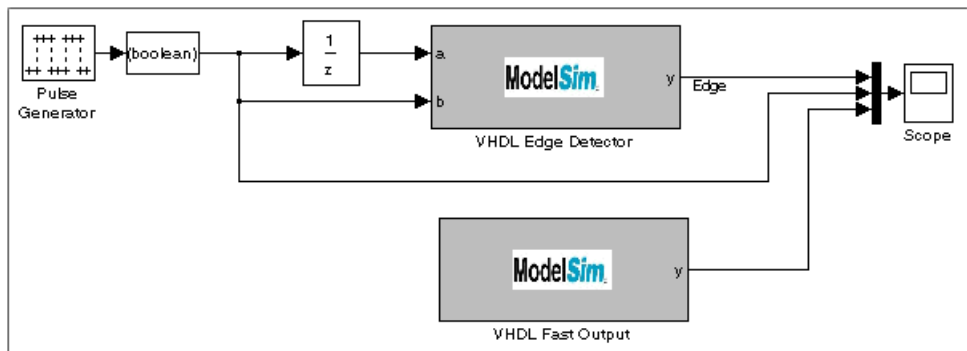 Pulse
Generator
(boolean)
1
z
a
b
ModelSim
y
VHDL Edge Detector
Edge
Scope
ModelSim
y
VHDL Fast Output